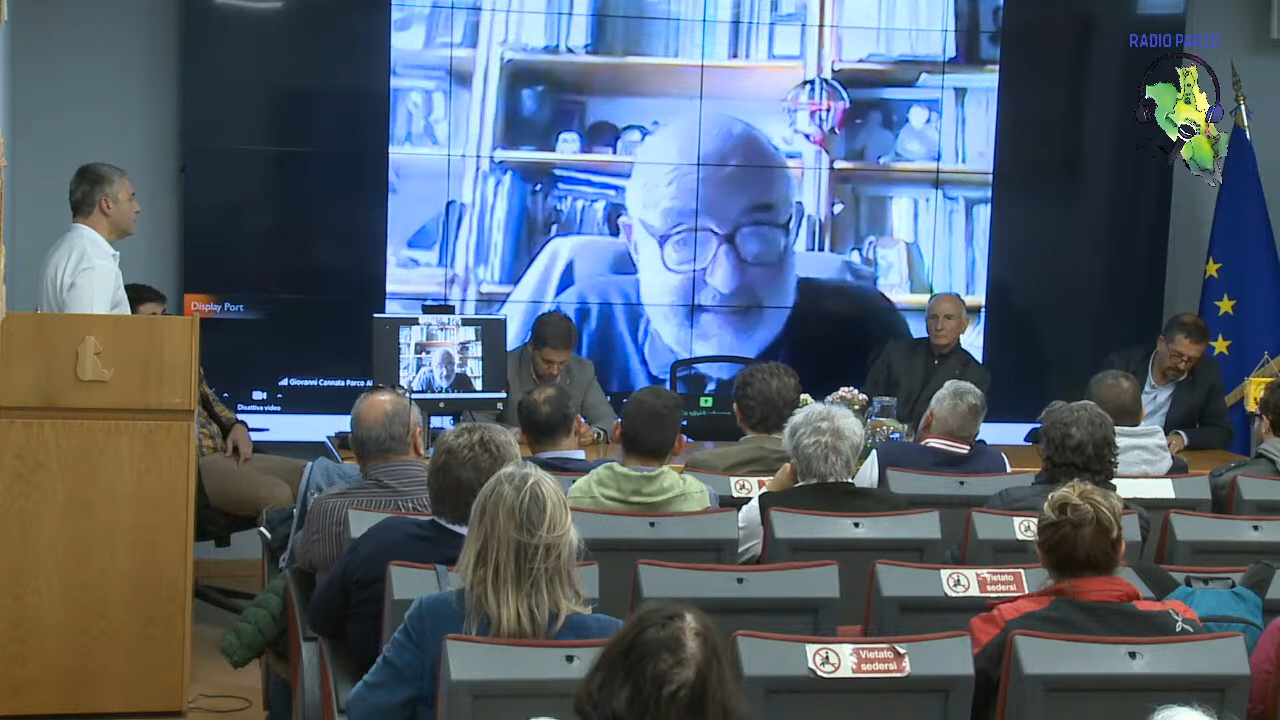 RADIO PARCO
Display Port
Giovanni Cannata Parco
Disattiva video
Vietato
sedersi
Vietato
sedersi